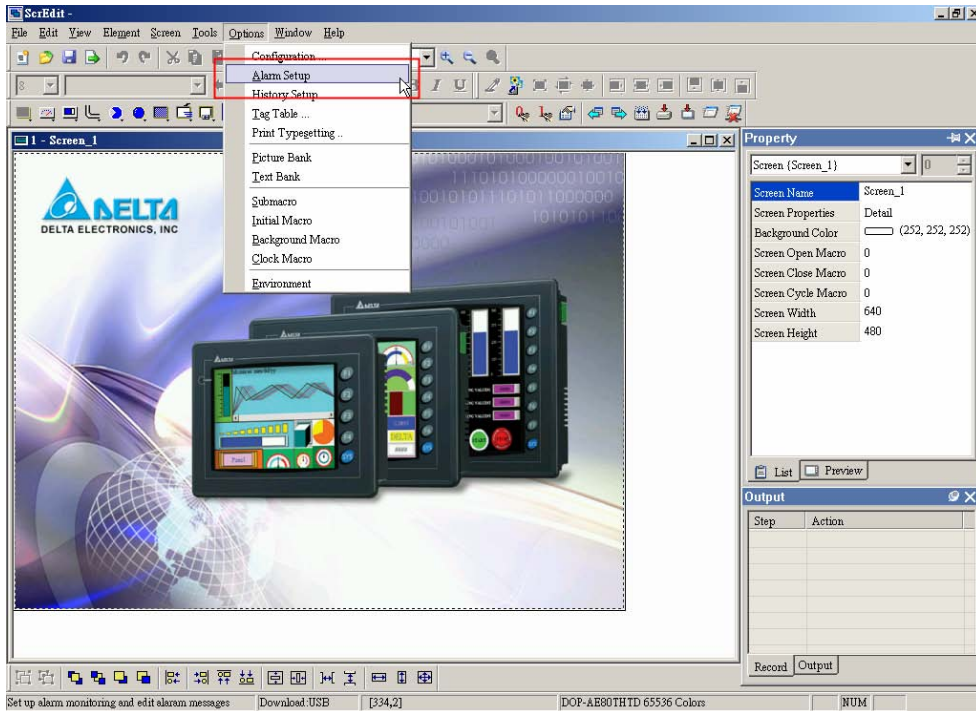 ScrEdit -
File Edit View Element Screen Tools Options Window Help
Configuration ...
Alarm Setup
History Setup
Tag Table ...
Print Typegetting ..
Picture Bank
Text Bank
Submacro
Initial Macro
Background Macro
Clock Macro
Environment
8
B I U
1 - Screen_1
DELTA
DELTA ELECTRONICS, INC
Property
Screen {Screen_1}
0
Screen Name Screen_1
Screen Properties Detail
Background Color (252, 252, 252)
Screen Open Macro 0
Screen Close Macro 0
Screen Cycle Macro 0
Screen Width 640
Screen Height 480
List Preview
Output
Step Action
Record Output
Set up alarm monitoring and edit alaram messages Download:USB [334,2] DOP-AE80THTD 65536 Colors NUM